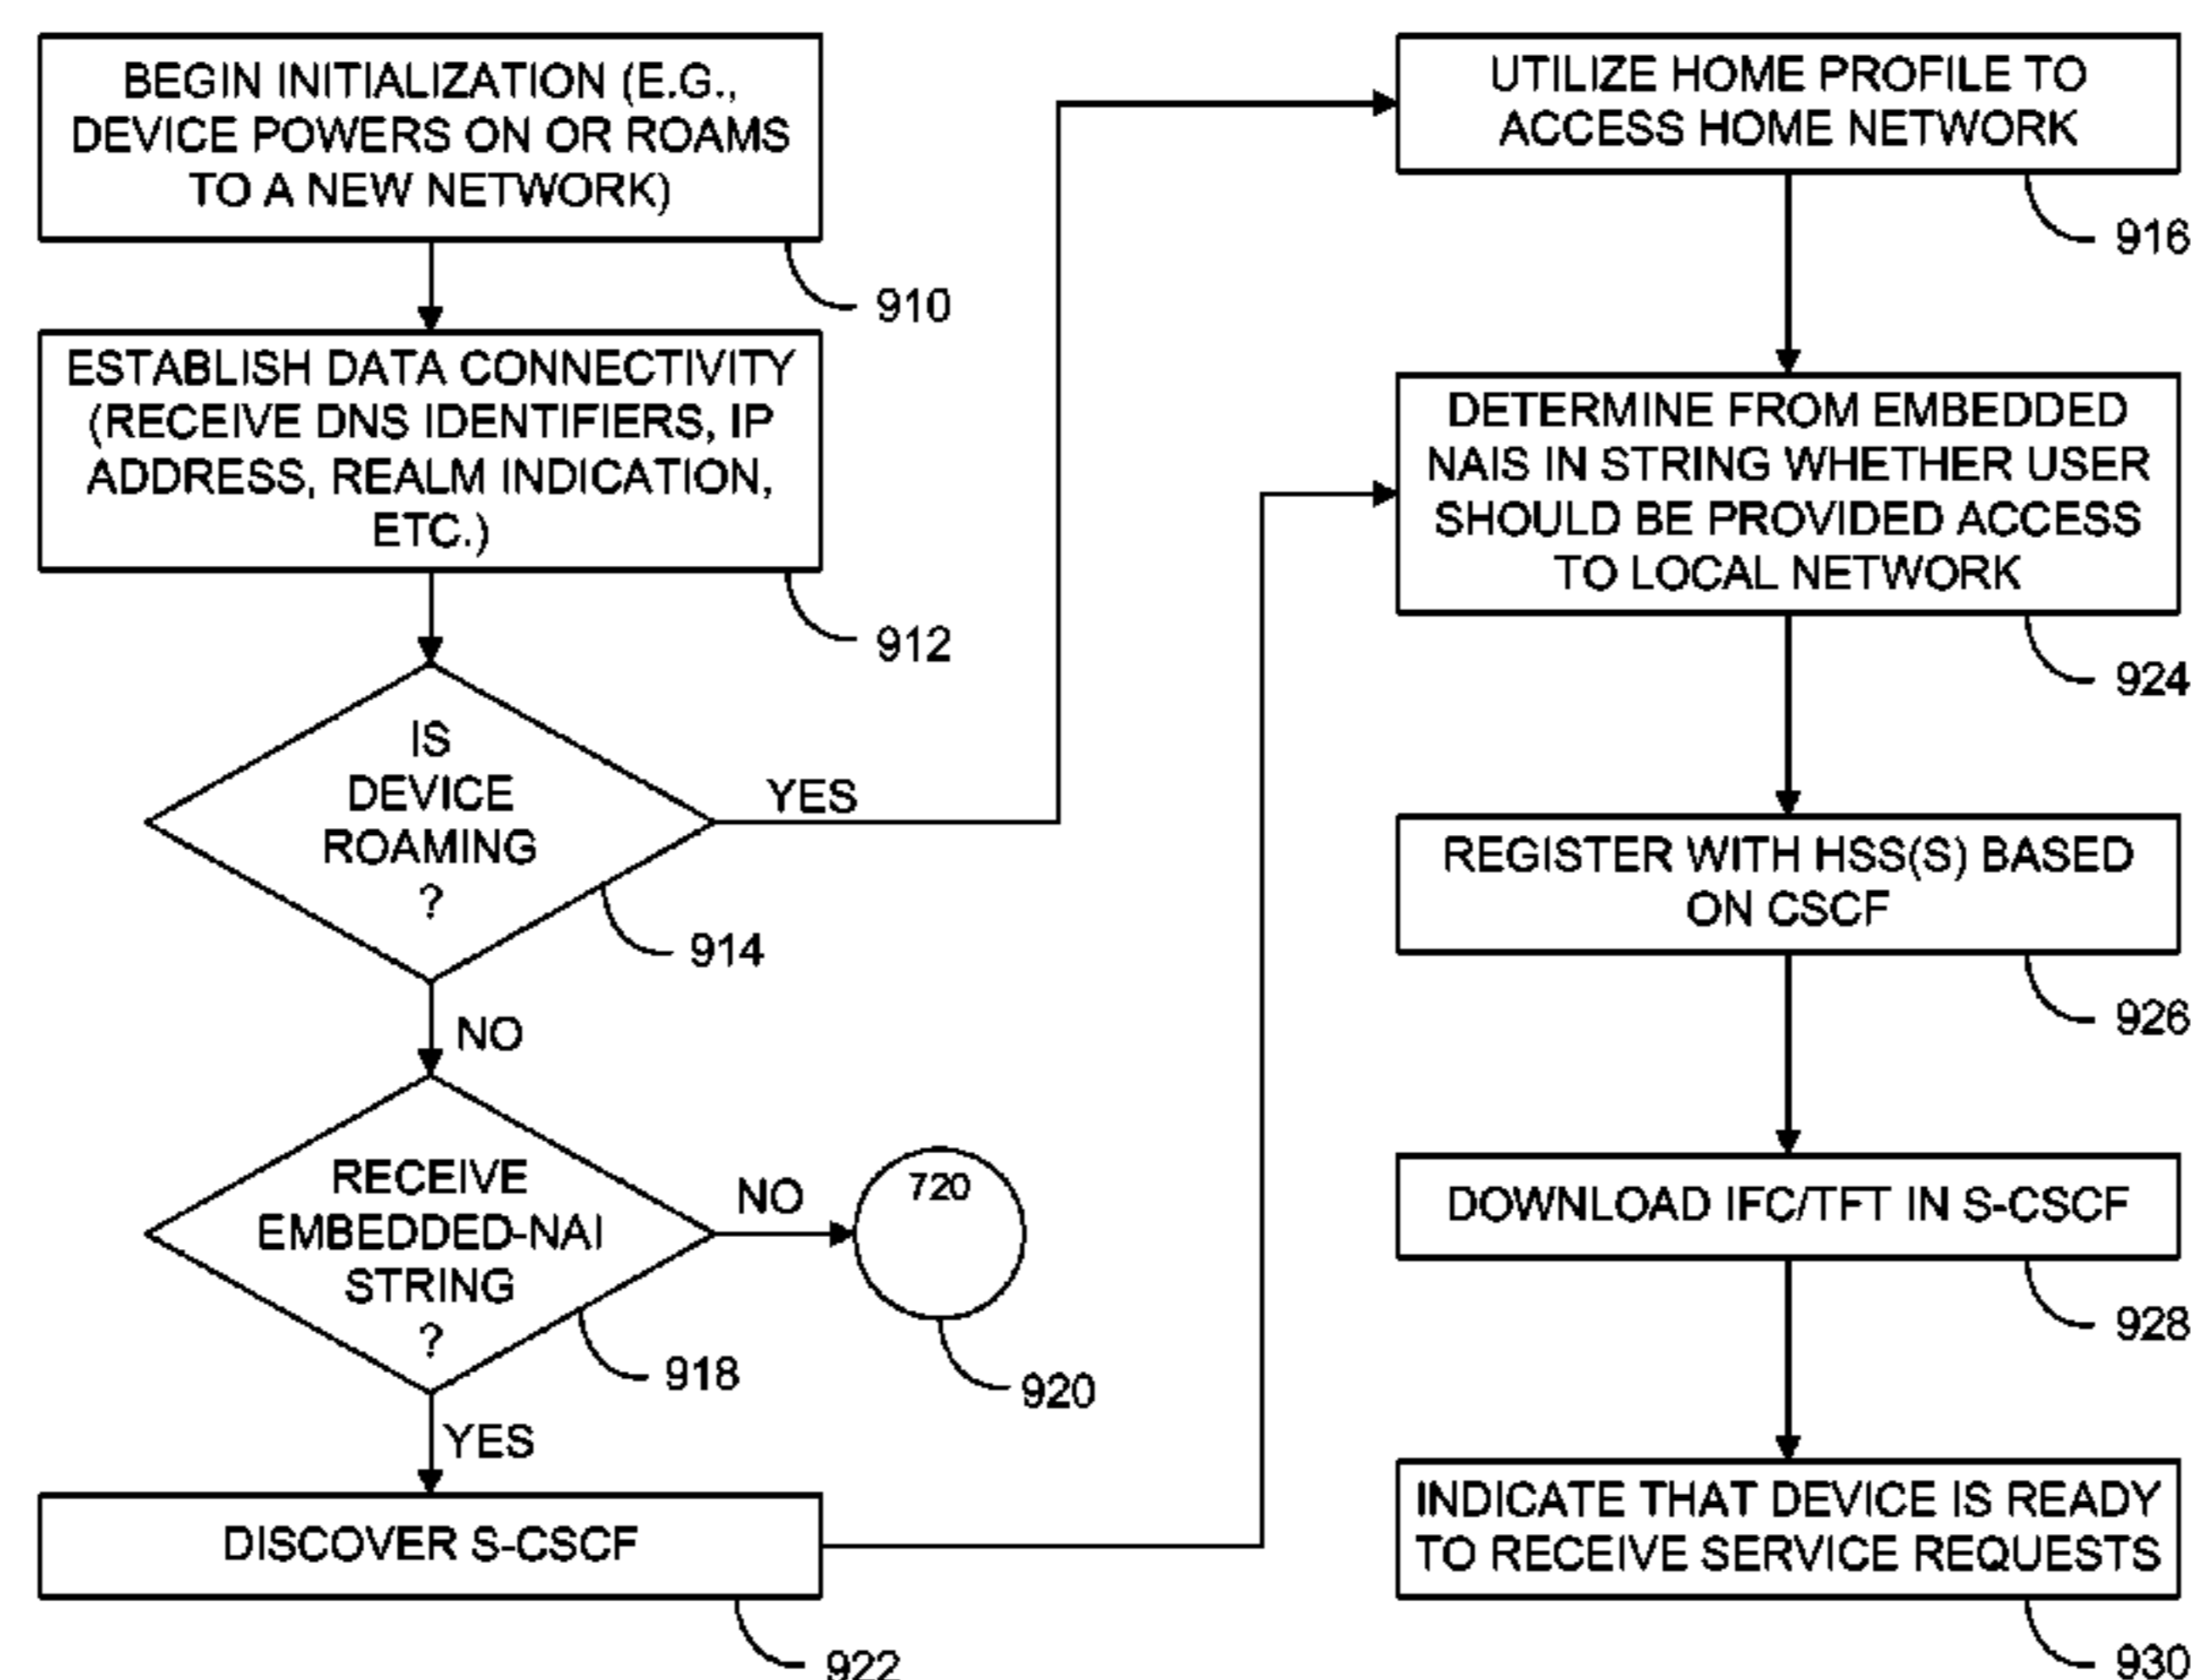 BEGIN INITIALIZATION (E.G.,
DEVICE POWERS ON OR ROAMS
TO A NEW NETWORK)
910
ESTABLISH DATA CONNECTIVITY
(RECEIVE DNS IDENTIFIERS, IP
ADDRESS, REALM INDICATION,
ETC.)
912
IS
DEVICE
ROAMING
?
YES
914
NO
RECEIVE
EMBEDDED-NAI
STRING
?
NO
720
918
920
YES
DISCOVER S-CSCF
922
UTILIZE HOME PROFILE TO
ACCESS HOME NETWORK
916
DETERMINE FROM EMBEDDED
NAIS IN STRING WHETHER USER
SHOULD BE PROVIDED ACCESS
TO LOCAL NETWORK
924
REGISTER WITH HSS(S) BASED
ON CSCF
926
DOWNLOAD IFC/TFT IN S-CSCF
928
INDICATE THAT DEVICE IS READY
TO RECEIVE SERVICE REQUESTS
930